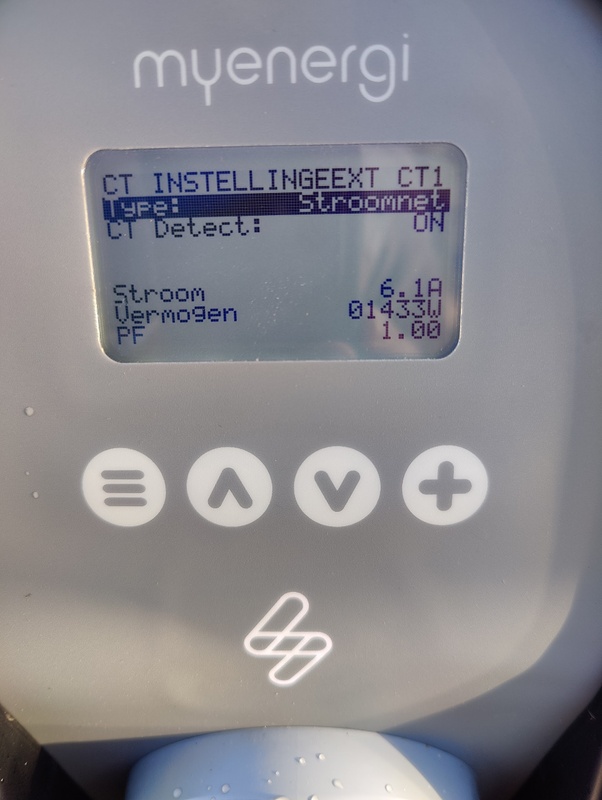 myenergi
CT INSTELLINGEEXT CT1
Type: Stroomnet
CT Detect: ON
Stroom 6.1A
Vermogen 01433W
PF 1.00